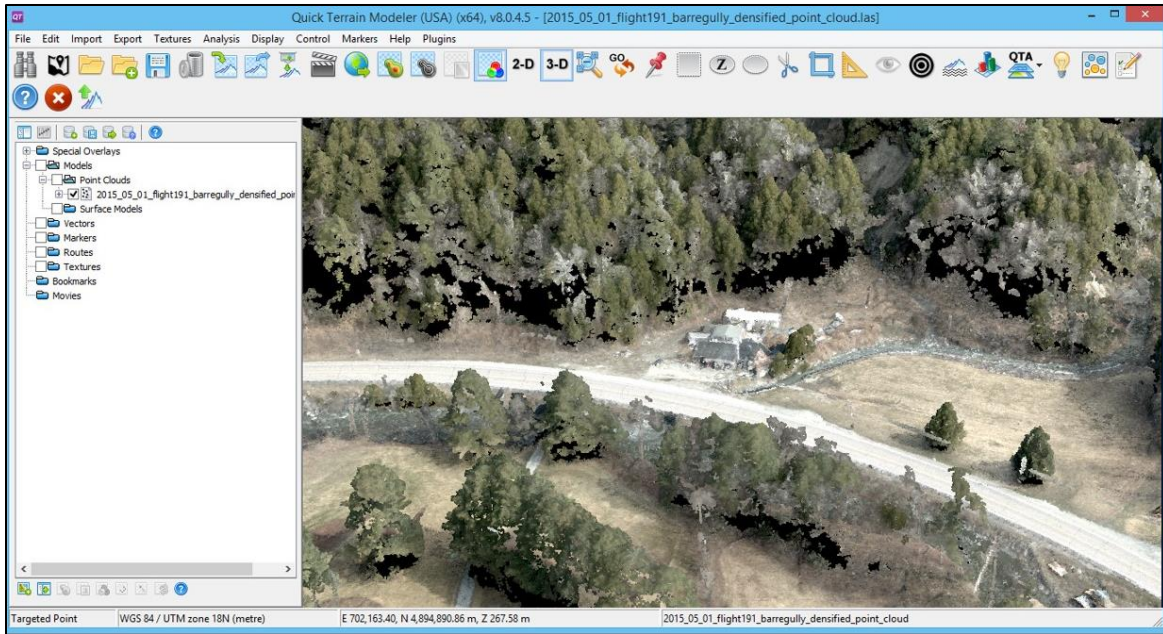 QT Quick Terrain Modeler (USA) (x64), v8.0.4.5 - [2015_05_01_flight191_barregully_densified_point_cloud.las]
File Edit Import Export Textures Analysis Display Control Markers Help Plugins
2-D 3-D GO Z QTA
Special Overlays
Models
Point Clouds
2015_05_01_flight191_barregully_densified_poir
Surface Models
Vectors
Markers
Routes
Textures
Bookmarks
Movies
Targeted Point WGS 84 / UTM zone 18N (metre) E 702,163.40, N 4,894,890.86 m, Z 267.58 m 2015_05_01_flight191_barregully_densified_point_cloud